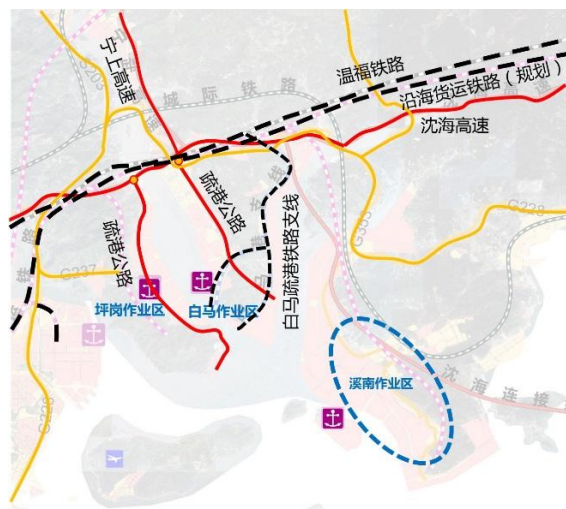 宁上高速
温福铁路
沿海货运铁路（规划）
城际铁路
G203
沈海高速
疏港公路
疏港公路
白马疏港铁路支线
G353
G228
G237
坪岗作业区
白马作业区
溪南作业区
沈海连接
G228